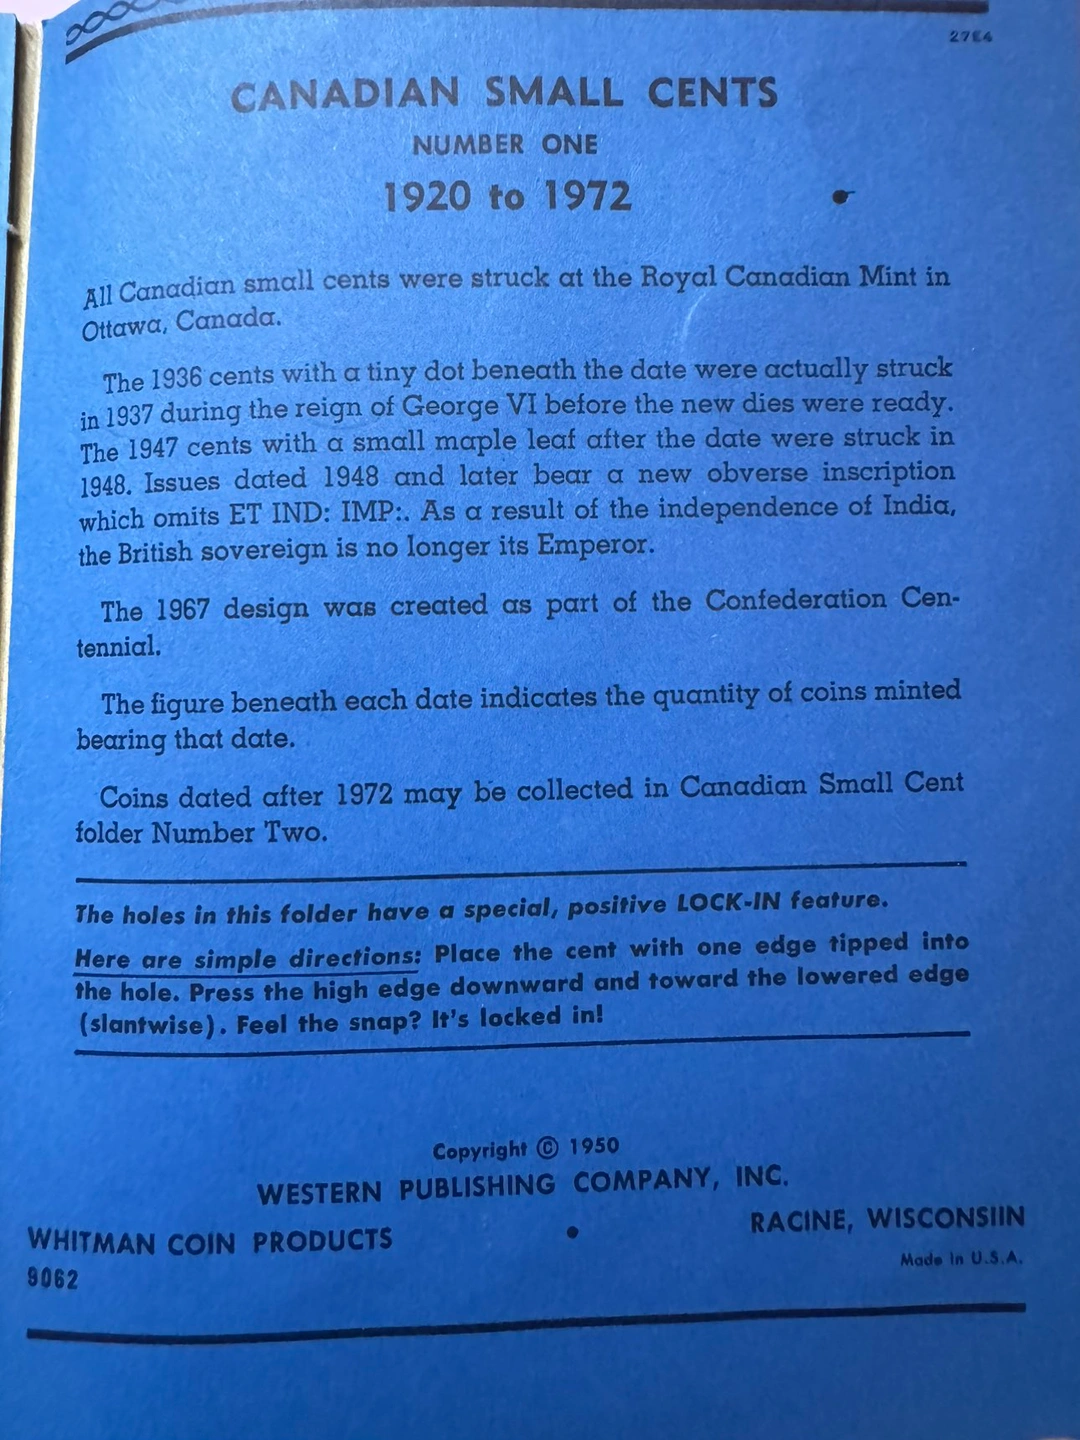 27E4
CANADIAN SMALL CENTS
NUMBER ONE
1920 to 1972
All Canadian small cents were struck at the Royal Canadian Mint in
Ottawa, Canada.
The 1936 cents with a tiny dot beneath the date were actually struck
in 1937 during the reign of George VI before the new dies were ready.
The 1947 cents with a small maple leaf after the date were struck in
1948. Issues dated 1948 and later bear a new obverse inscription
which omits ET IND: IMP:. As a result of the independence of India,
the British sovereign is no longer its Emperor.
The 1967 design was created as part of the Confederation Cen-
tennial.
The figure beneath each date indicates the quantity of coins minted
bearing that date.
Coins dated after 1972 may be collected in Canadian Small Cent
folder Number Two.
The holes in this folder have a special, positive LOCK-IN feature.
Here are simple directions: Place the cent with one edge tipped into
the hole. Press the high edge downward and toward the lowered edge
(slantwise). Feel the snap? It's locked in!
Copyright © 1950
WESTERN PUBLISHING COMPANY, INC.
WHITMAN COIN PRODUCTS • RACINE, WISCONSIIN
9062 Made in U.S.A.